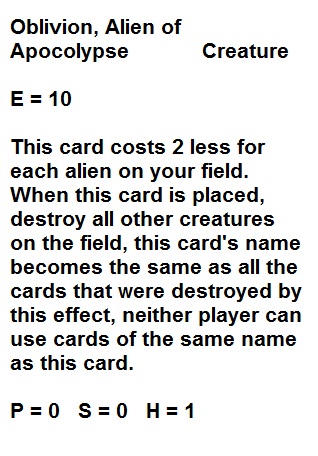 Oblivion, Alien of
Apocolypse Creature
E = 10
This card costs 2 less for
each alien on your field.
When this card is placed,
destroy all other creatures
on the field, this card's name
becomes the same as all the
cards that were destroyed by
this effect, neither player can
use cards of the same name
as this card.
P = 0 S = 0 H = 1